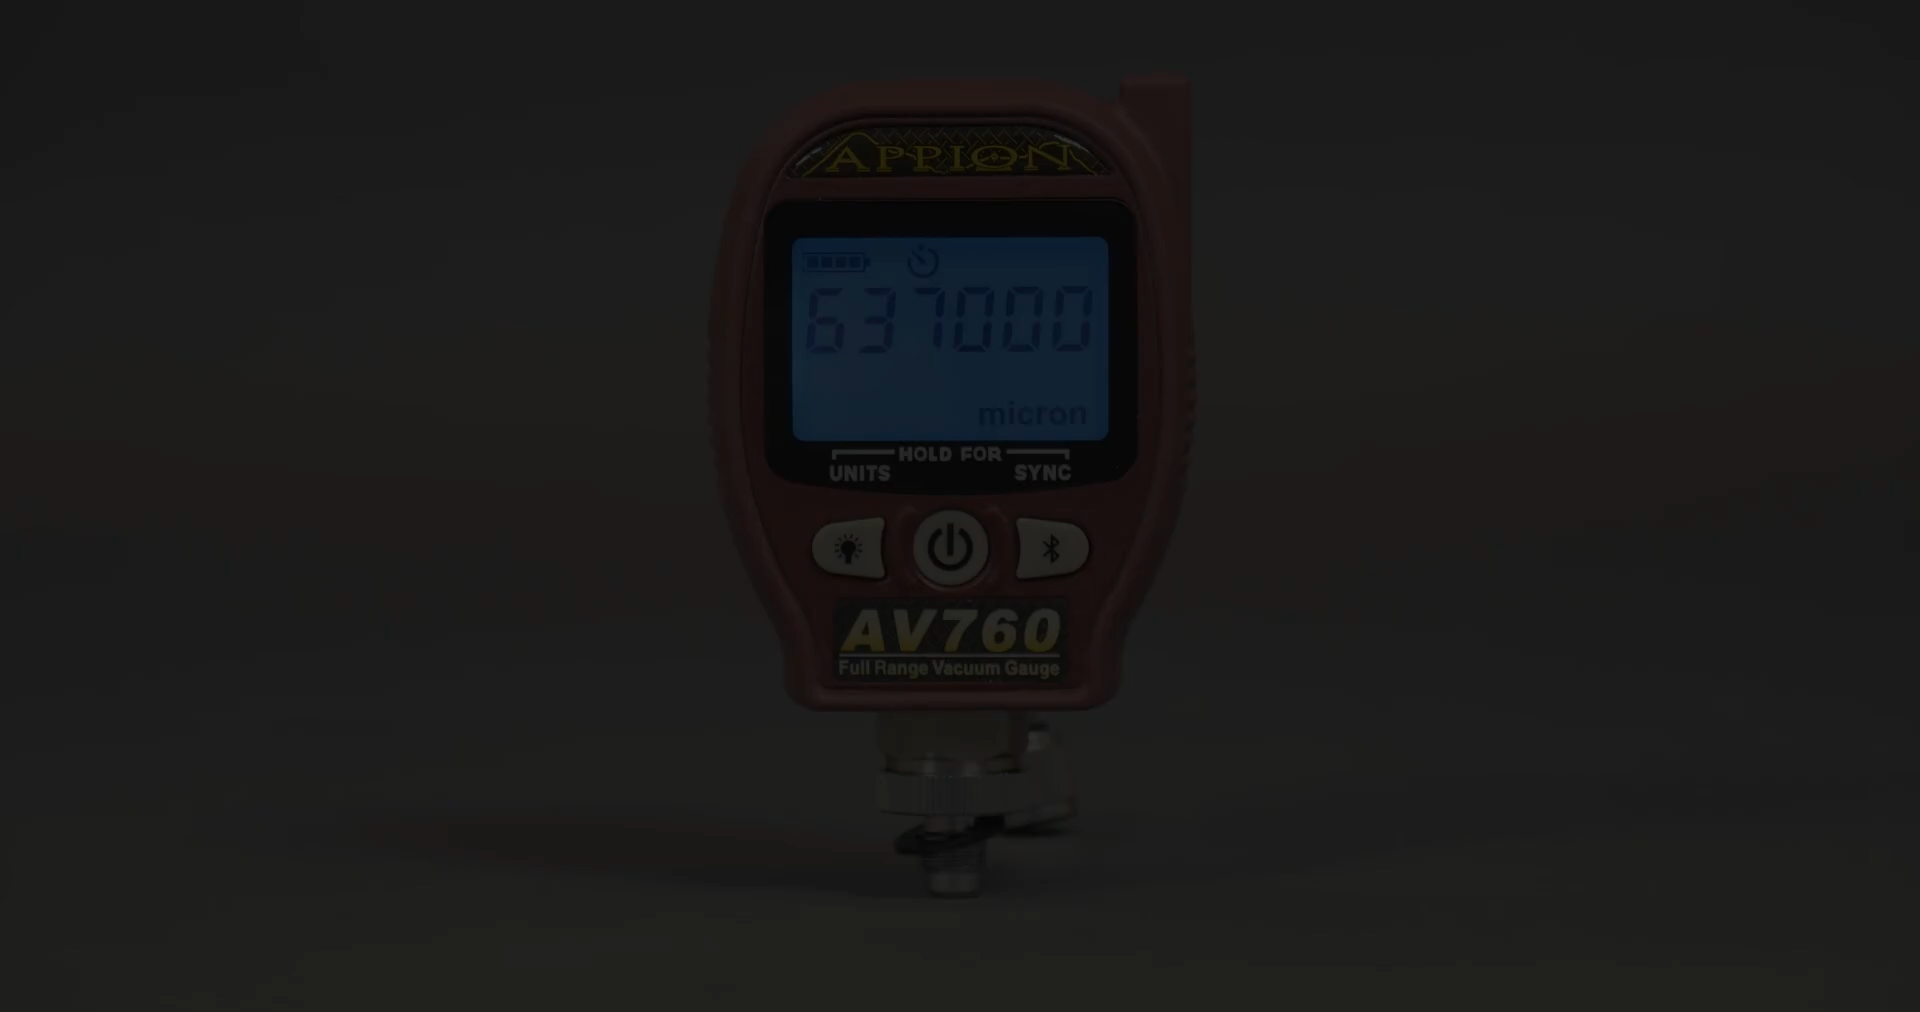 APPION
637000
micron
HOLD FOR
UNITS SYNC
AV760
Full Range Vacuum Gauge